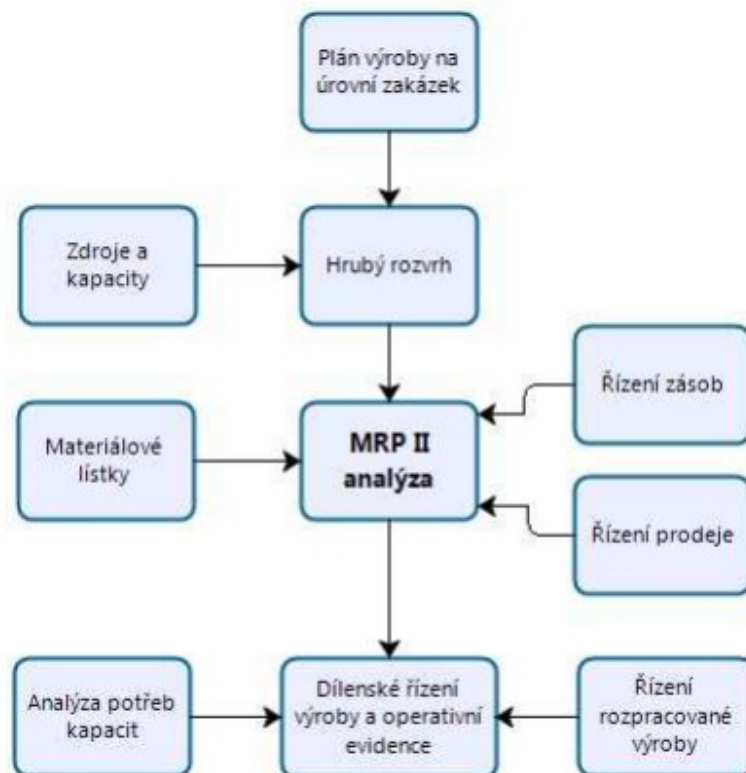 Plán výroby na
úrovní zakázek
Zdroje a
kapacity
Hrubý rozvrh
Řízení zásob
Materiálové
lístky
MRP II
analýza
Řízení prodeje
Analýza potřeb
kapacit
Dílenské řízení
výroby a operativní
evidence
Řízení
rozpracované
výroby